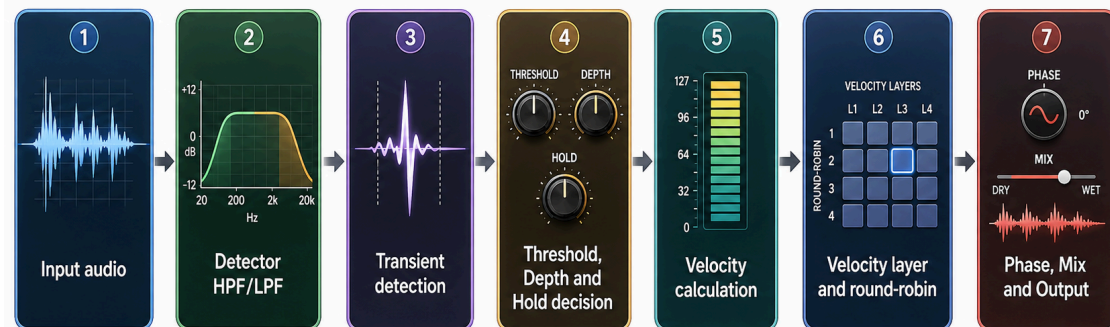 1
Input audio
2
+12
0
dB
-12
20 200 2k 20k
Hz
Detector
HPF/LPF
3
Transient
detection
4
THRESHOLD DEPTH
HOLD
Threshold,
Depth and
Hold decision
5
127
96
64
32
0
Velocity
calculation
6
VELOCITY LAYERS
L1 L2 L3 L4
ROUND-ROBIN
1
2
3
4
Velocity layer
and round-robin
7
PHASE
0°
MIX
DRY WET
Phase, Mix
and Output